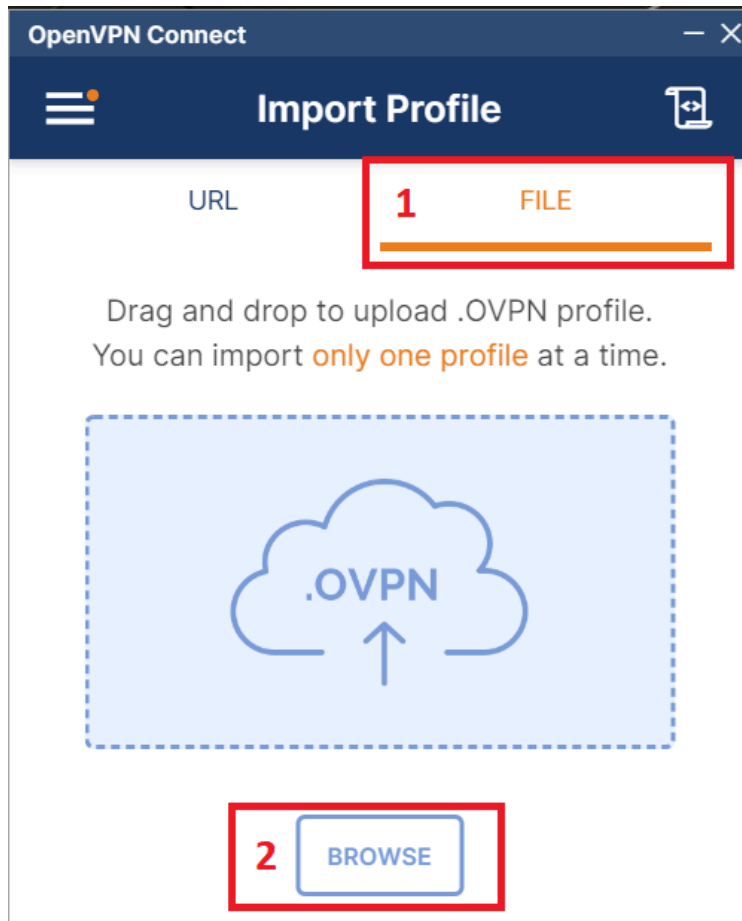 OpenVPN Connect
Import Profile
URL
1
FILE
Drag and drop to upload .OVPN profile.
You can import only one profile at a time.
.OVPN
2
BROWSE